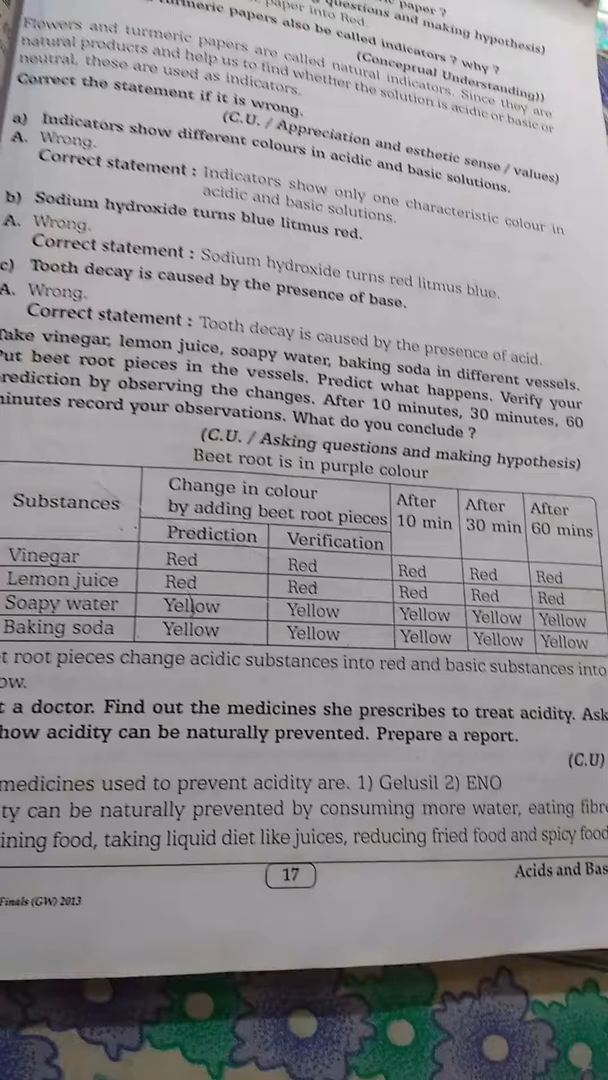 paper ?
questions and making hypothesis)
paper into Red.
turmeric papers also be called indicators ? why ?
(Conceptual Understanding))
Flowers and turmeric papers are called natural indicators. Since they are
natural products and help us to find whether the solution is acidic or basic or
neutral, these are used as indicators.
Correct the statement if it is wrong.
(C.U. / Appreciation and esthetic sense / values)
a) Indicators show different colours in acidic and basic solutions.
A. Wrong.
Correct statement : Indicators show only one characteristic colour in
acidic and basic solutions.
b) Sodium hydroxide turns blue litmus red.
A. Wrong.
Correct statement : Sodium hydroxide turns red litmus blue.
c) Tooth decay is caused by the presence of base.
A. Wrong.
Correct statement : Tooth decay is caused by the presence of acid.
Take vinegar, lemon juice, soapy water, baking soda in different vessels.
Put beet root pieces in the vessels. Predict what happens. Verify your
rediction by observing the changes. After 10 minutes, 30 minutes, 60
inutes record your observations. What do you conclude ?
(C.U. / Asking questions and making hypothesis)
Beet root is in purple colour
Substances Change in colour by adding beet root pieces After 10 min After 30 min After 60 mins
Prediction Verification
Vinegar Red Red Red Red Red
Lemon juice Red Red Red Red Red
Soapy water Yellow Yellow Yellow Yellow Yellow
Baking soda Yellow Yellow Yellow Yellow Yellow
t root pieces change acidic substances into red and basic substances into
ow.
t a doctor. Find out the medicines she prescribes to treat acidity. Ask
how acidity can be naturally prevented. Prepare a report.
(C.U)
medicines used to prevent acidity are. 1) Gelusil 2) ENO
ty can be naturally prevented by consuming more water, eating fibre
ining food, taking liquid diet like juices, reducing fried food and spicy food
17
Acids and Bas
Finals (GW) 2013